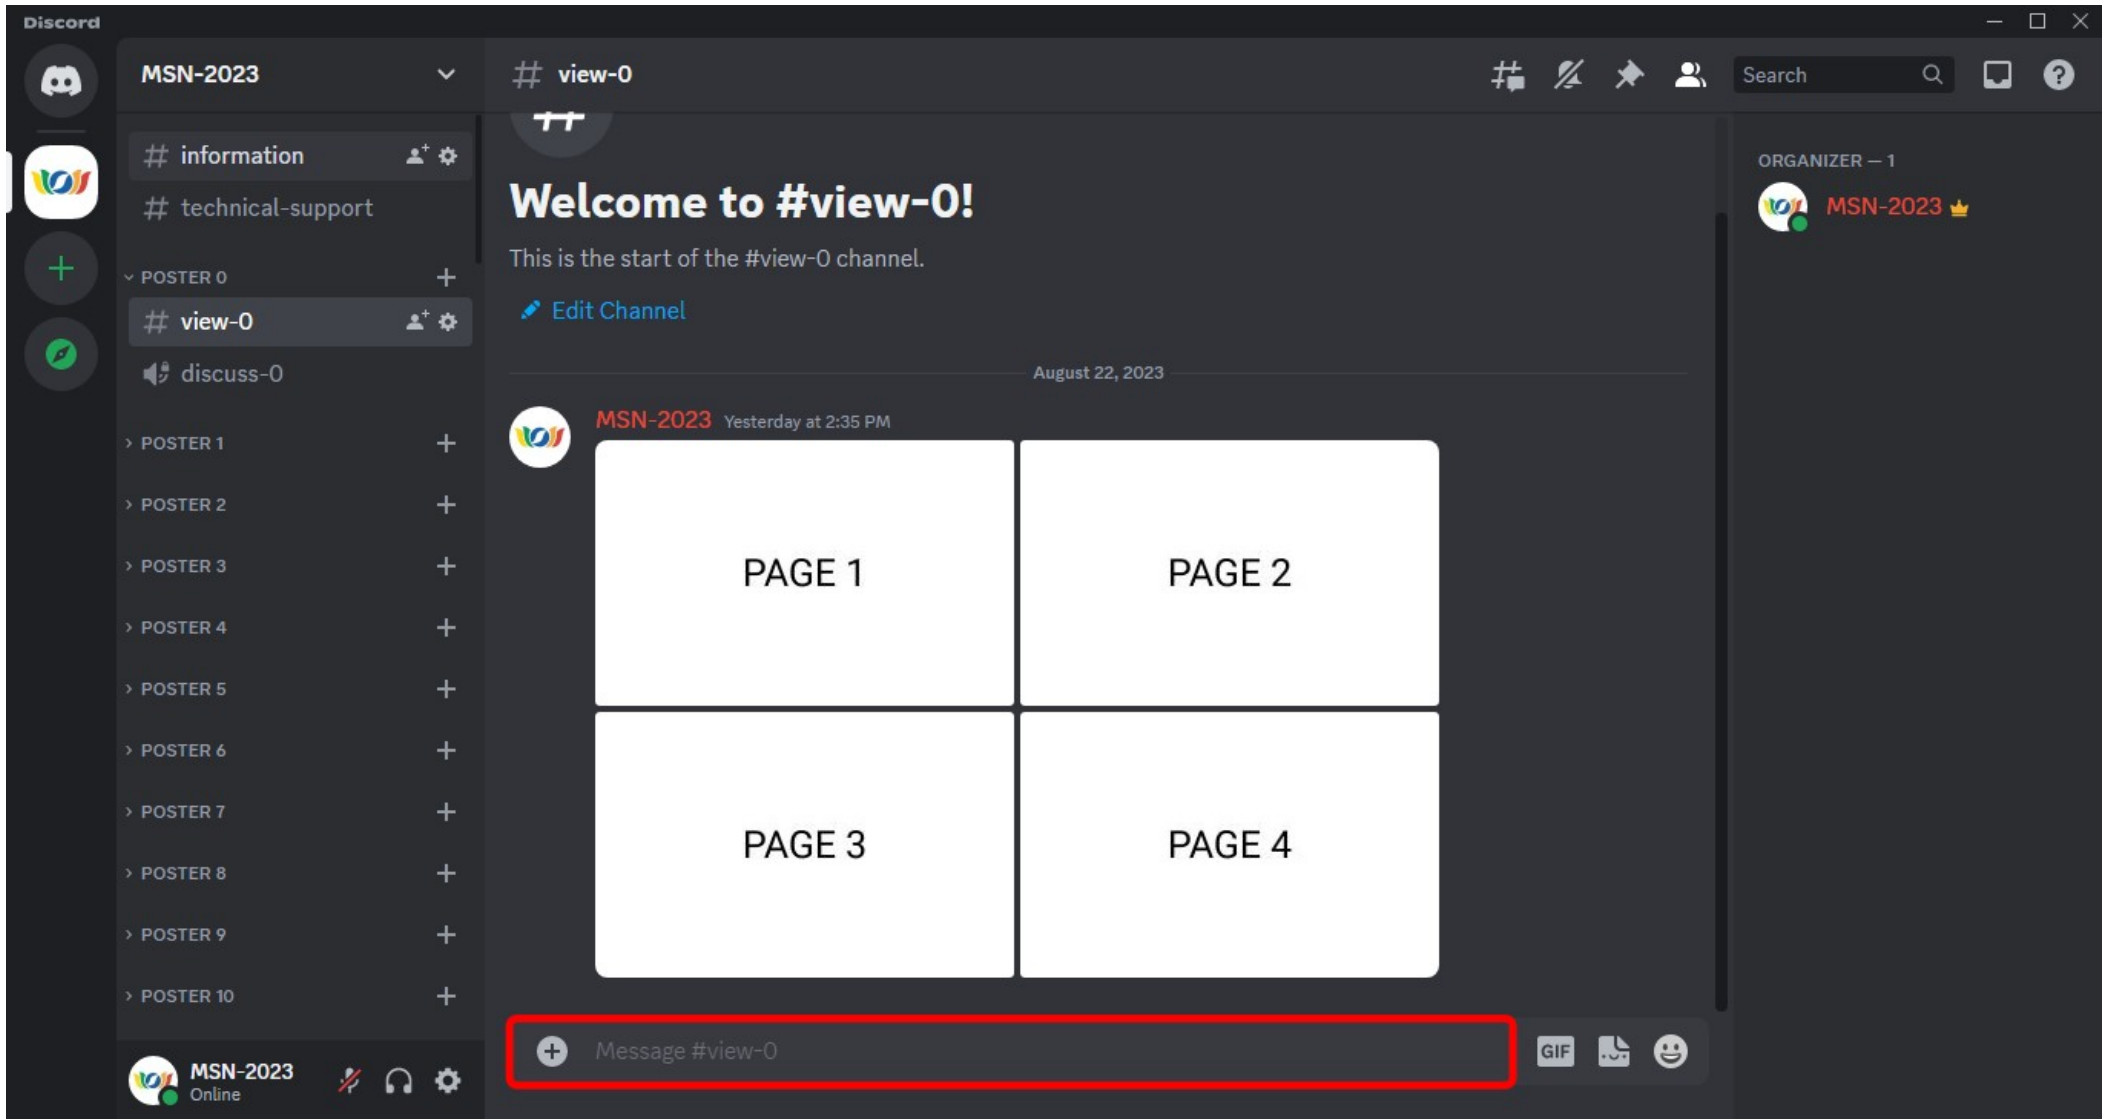 Discord
MSN-2023
information
technical-support
POSTER 0
view-0
discuss-0
POSTER 1
POSTER 2
POSTER 3
POSTER 4
POSTER 5
POSTER 6
POSTER 7
POSTER 8
POSTER 9
POSTER 10
MSN-2023
Online
# view-0
Search
Welcome to #view-0!
This is the start of the #view-0 channel.
Edit Channel
August 22, 2023
MSN-2023 Yesterday at 2:35 PM
PAGE 1
PAGE 2
PAGE 3
PAGE 4
Message #view-0
GIF
ORGANIZER — 1
MSN-2023